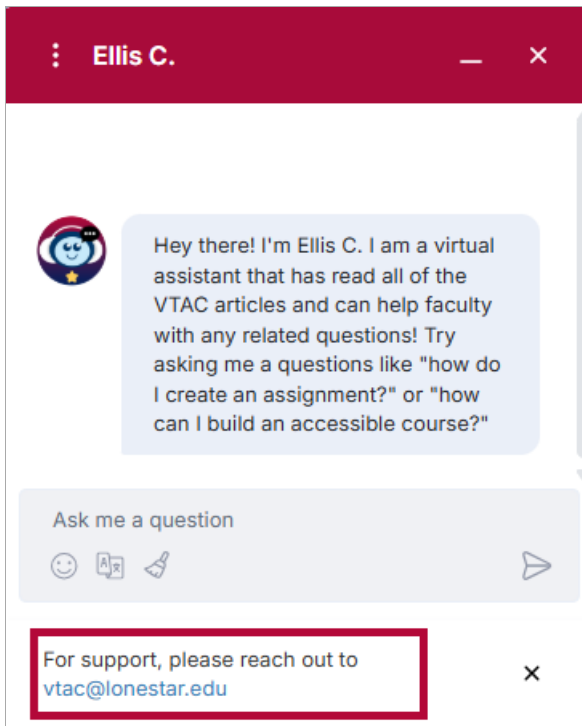 Ellis C.
Hey there! I'm Ellis C. I am a virtual
assistant that has read all of the
VTAC articles and can help faculty
with any related questions! Try
asking me a questions like "how do
I create an assignment?" or "how
can I build an accessible course?"
Ask me a question
For support, please reach out to
vtac@lonestar.edu